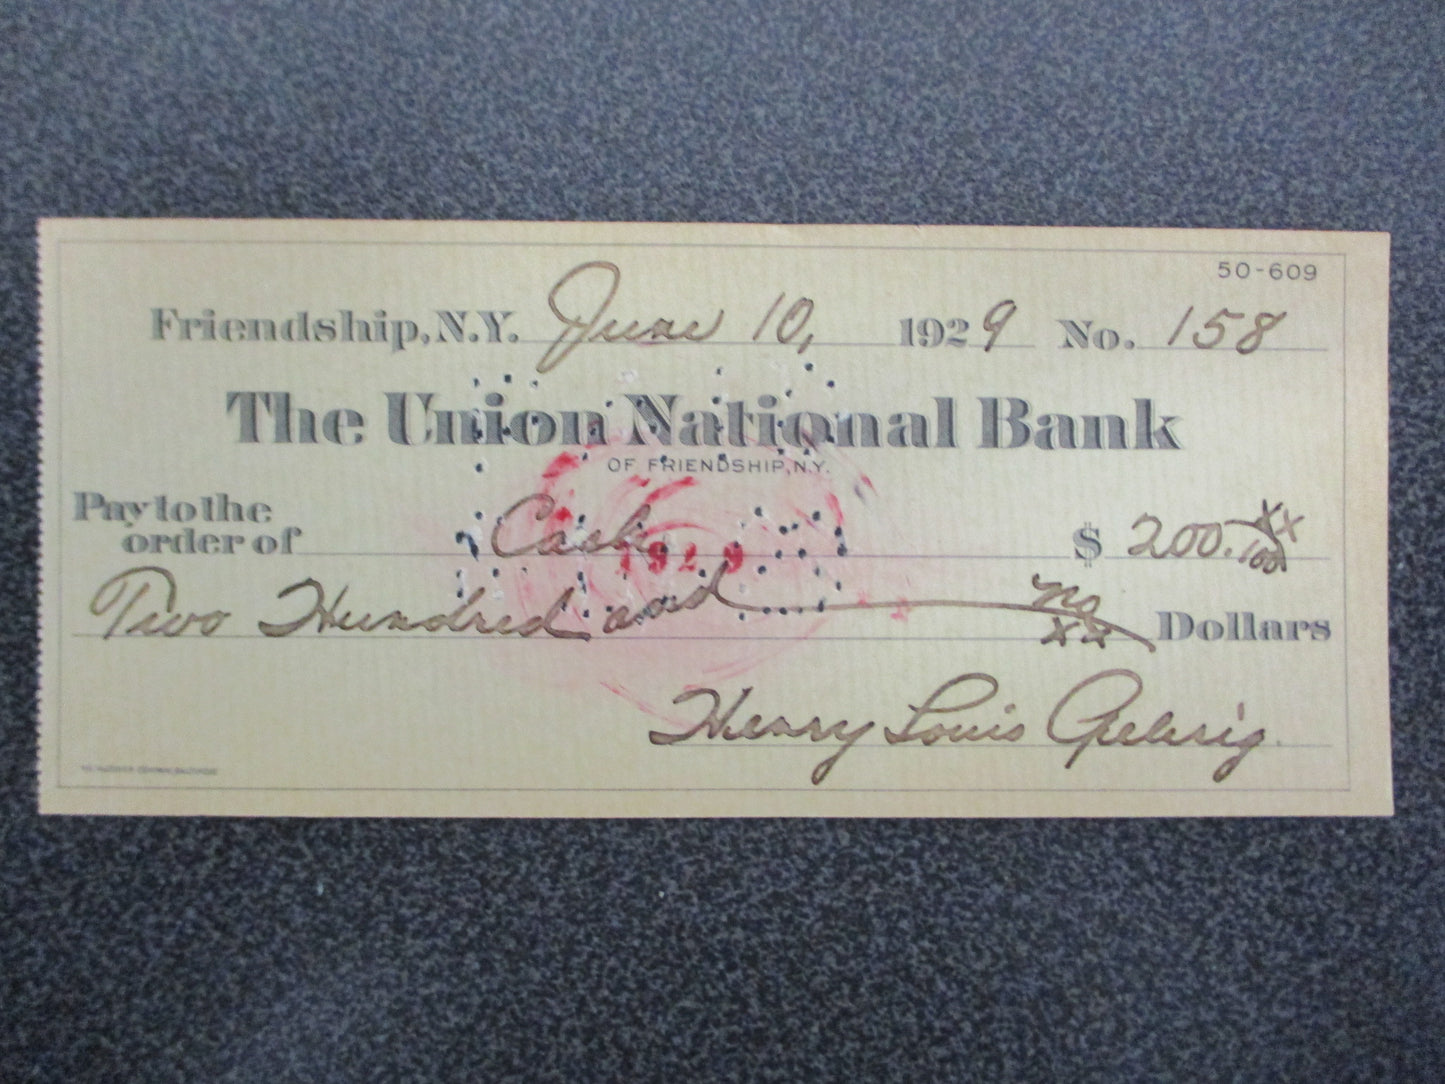 50-609
Friendship, N.Y. June 10, 1929 No. 158
The Union National Bank
OF FRIENDSHIP, N.Y.
Pay to the order of Cash $ 200. xx/100
1929
Two Hundred and no/xx Dollars
Henry Louis Gehrig